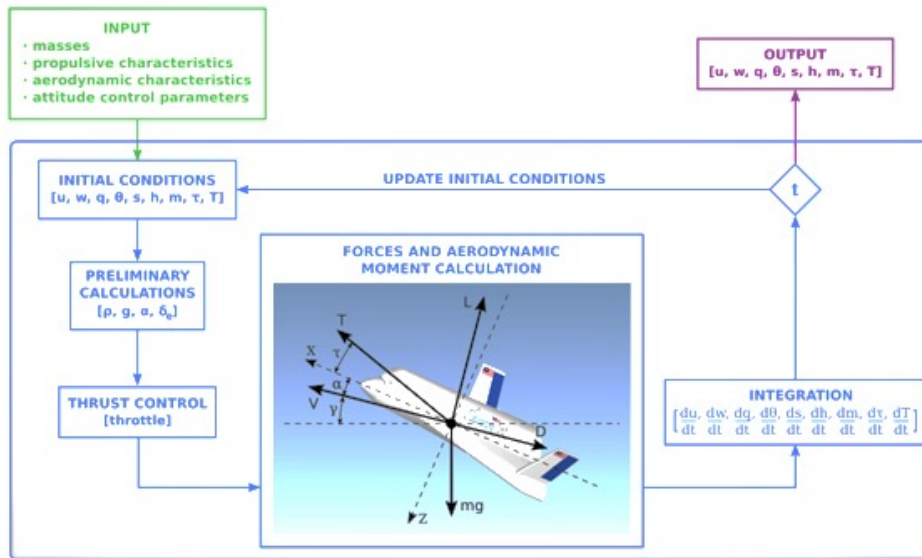 INPUT
· masses
· propulsive characteristics
· aerodynamic characteristics
· attitude control parameters
OUTPUT
[u, w, q, θ, s, h, m, τ, T]
INITIAL CONDITIONS
[u, w, q, θ, s, h, m, τ, T]
UPDATE INITIAL CONDITIONS
t
PRELIMINARY
CALCULATIONS
[ρ, g, α, δe]
THRUST CONTROL
[throttle]
FORCES AND AERODYNAMIC
MOMENT CALCULATION
L
T
τ
X
α
V
γ
D
mg
Z
INTEGRATION
[du/dt, dw/dt, dq/dt, dθ/dt, ds/dt, dh/dt, dm/dt, dτ/dt, dT/dt]